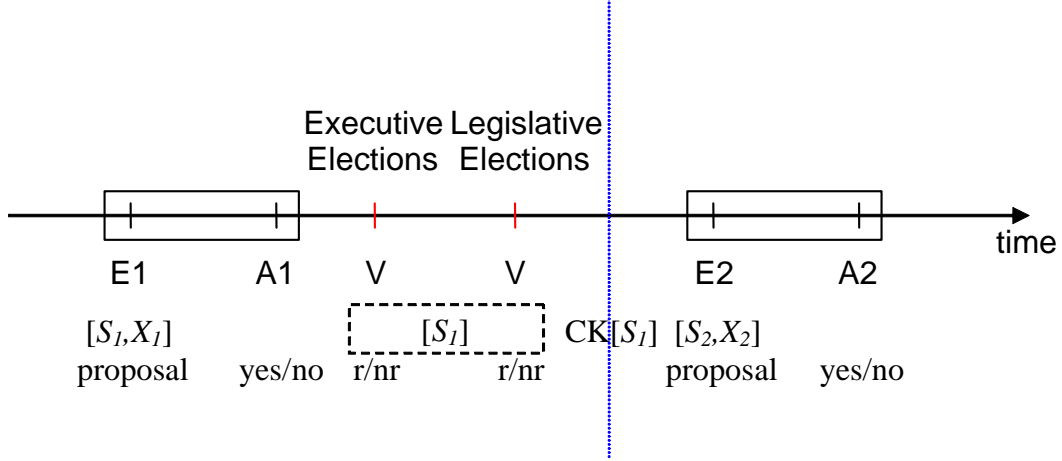 Executive Legislative
Elections Elections
time
E1 A1 V V E2 A2
[S1,X1] [S1] CK[S1] [S2,X2]
proposal yes/no r/nr r/nr proposal yes/no